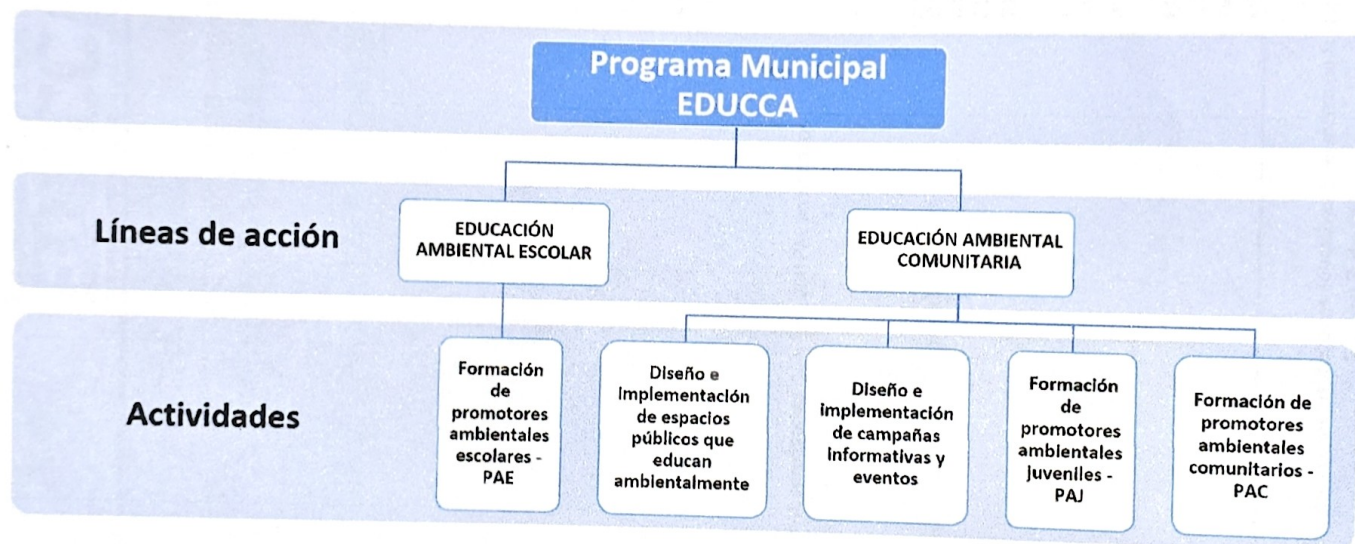 Programa Municipal
EDUCCA
Líneas de acción
EDUCACIÓN
AMBIENTAL ESCOLAR
EDUCACIÓN AMBIENTAL
COMUNITARIA
Actividades
Formación
de
promotores
ambientales
escolares -
PAE
Diseño e
implementación
de espacios
públicos que
educan
ambientalmente
Diseño e
implementación
de campañas
informativas y
eventos
Formación
de
promotores
ambientales
juveniles -
PAJ
Formación de
promotores
ambientales
comunitarios -
PAC